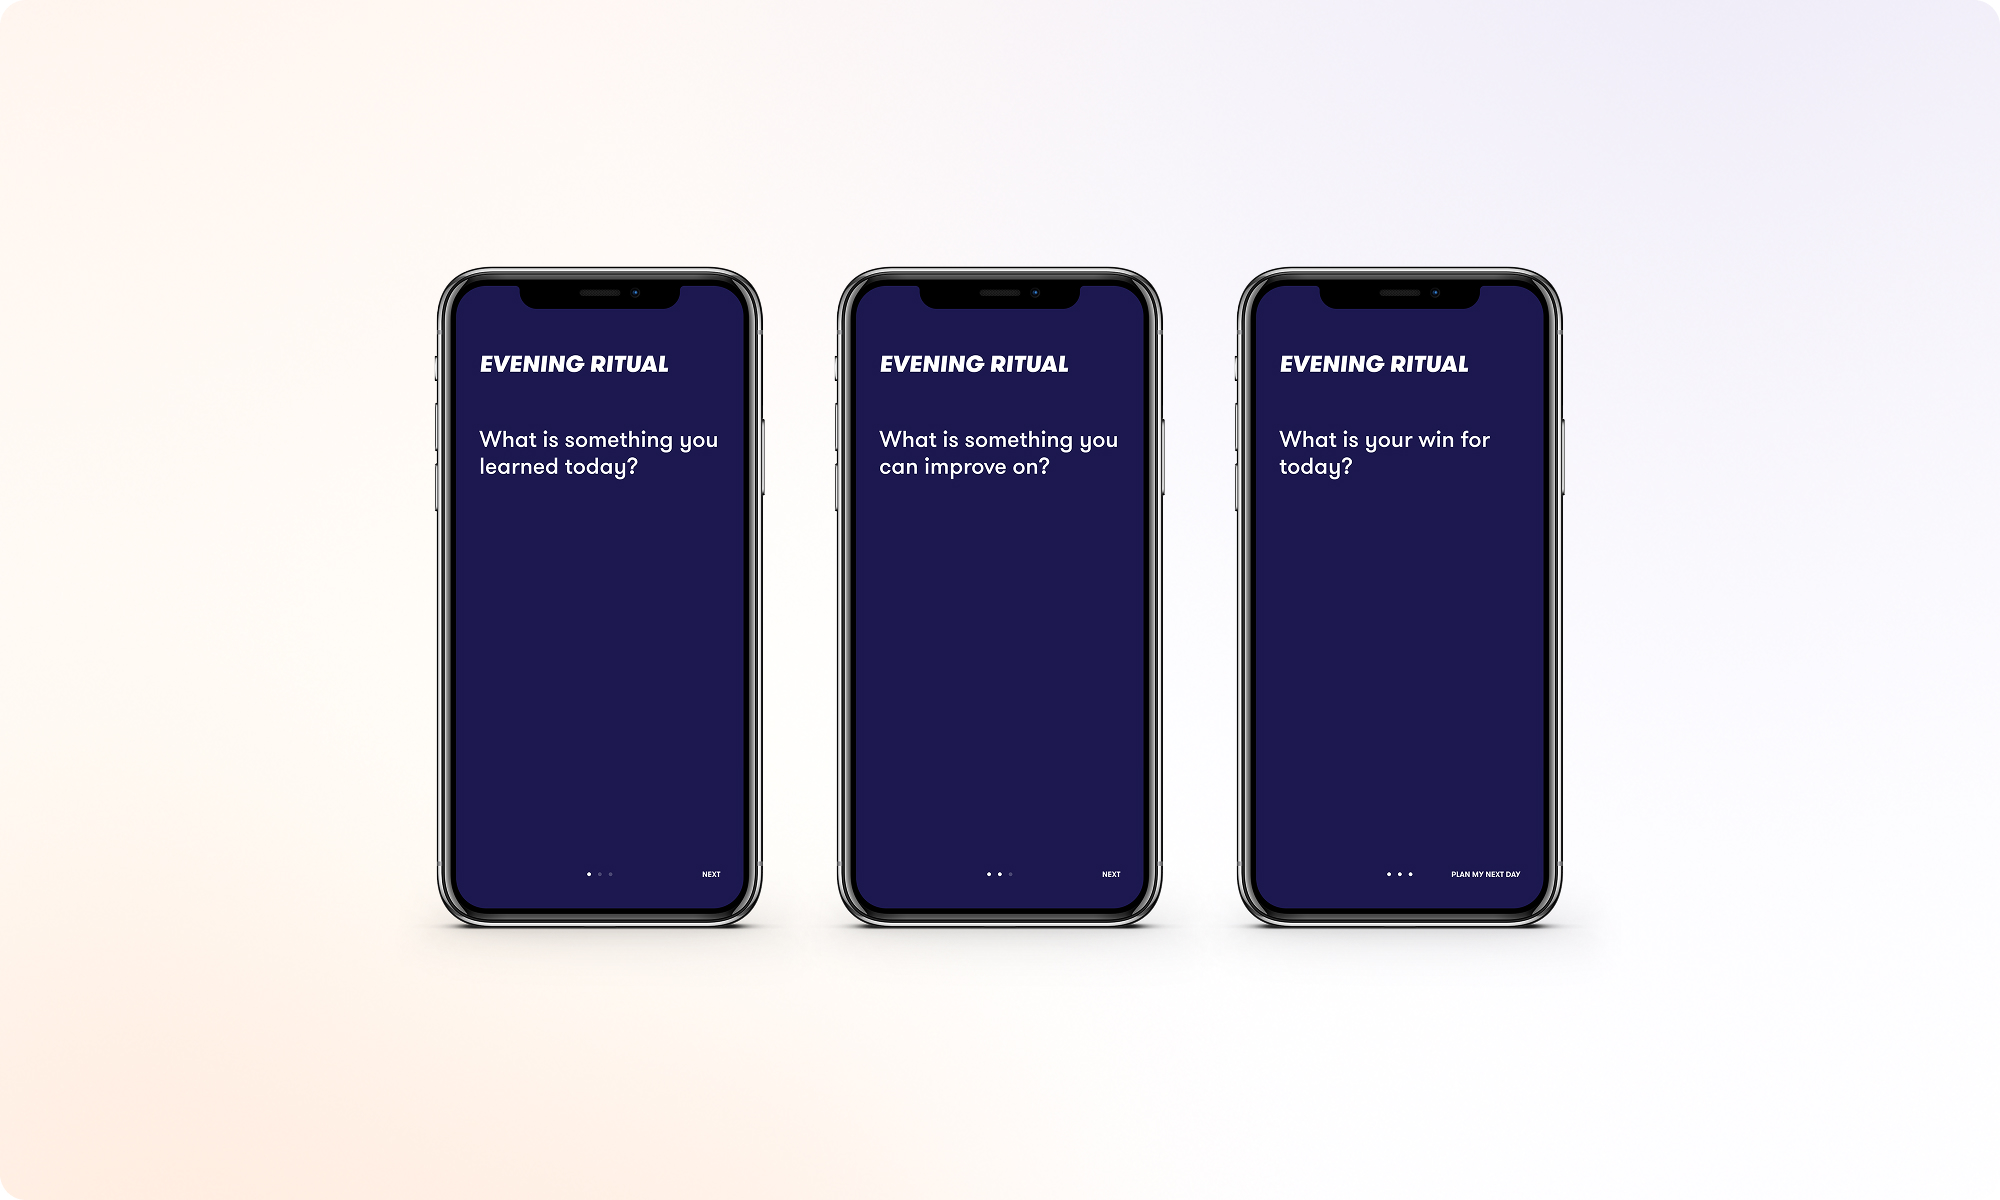 EVENING RITUAL
What is something you
learned today?
NEXT
EVENING RITUAL
What is something you
can improve on?
NEXT
EVENING RITUAL
What is your win for
today?
PLAN MY NEXT DAY